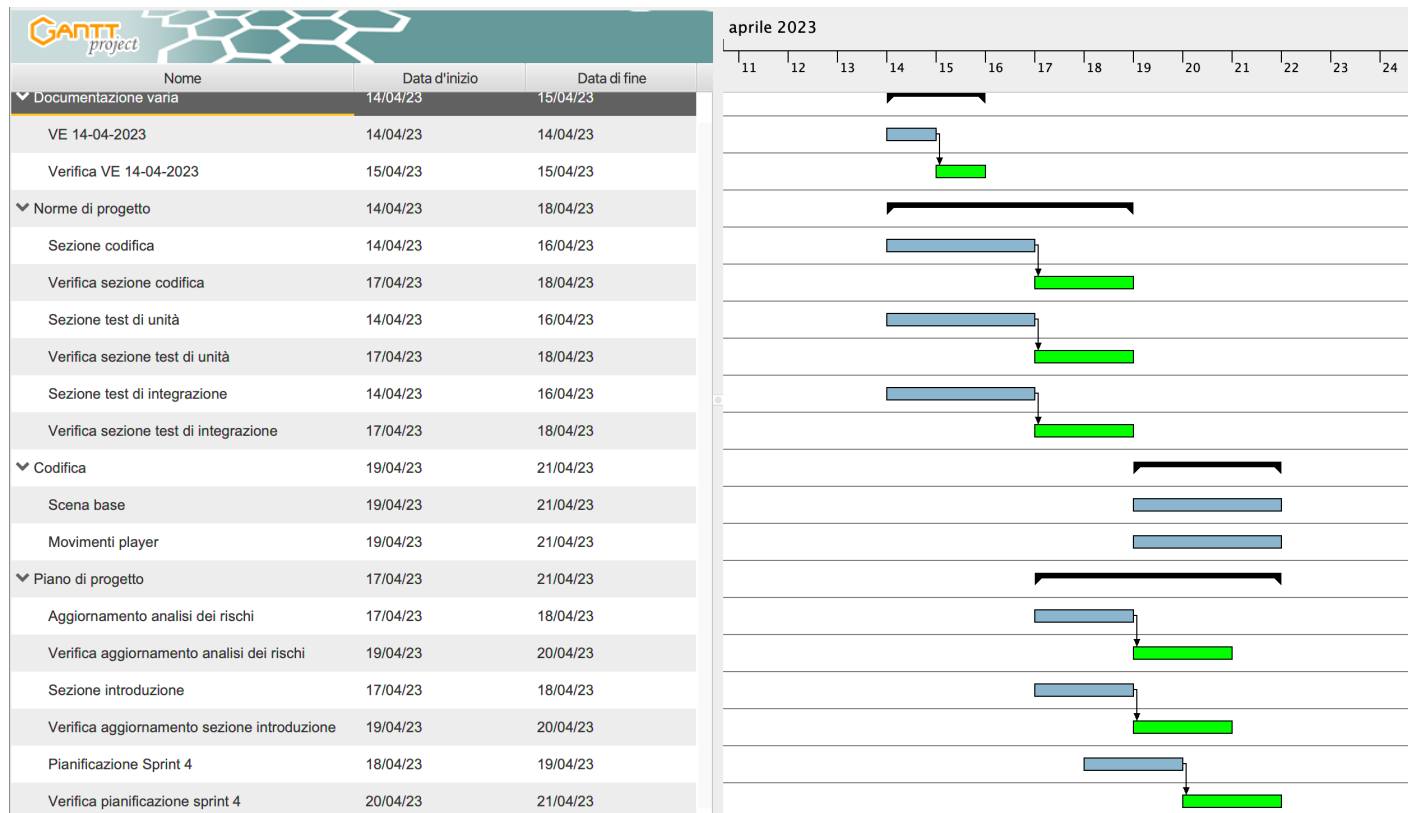 GANTT
project
aprile 2023
Nome Data d'inizio Data di fine
11 12 13 14 15 16 17 18 19 20 21 22 23 24
Documentazione varia 14/04/23 15/04/23
VE 14-04-2023 14/04/23 14/04/23
Verifica VE 14-04-2023 15/04/23 15/04/23
Norme di progetto 14/04/23 18/04/23
Sezione codifica 14/04/23 16/04/23
Verifica sezione codifica 17/04/23 18/04/23
Sezione test di unità 14/04/23 16/04/23
Verifica sezione test di unità 17/04/23 18/04/23
Sezione test di integrazione 14/04/23 16/04/23
Verifica sezione test di integrazione 17/04/23 18/04/23
Codifica 19/04/23 21/04/23
Scena base 19/04/23 21/04/23
Movimenti player 19/04/23 21/04/23
Piano di progetto 17/04/23 21/04/23
Aggiornamento analisi dei rischi 17/04/23 18/04/23
Verifica aggiornamento analisi dei rischi 19/04/23 20/04/23
Sezione introduzione 17/04/23 18/04/23
Verifica aggiornamento sezione introduzione 19/04/23 20/04/23
Pianificazione Sprint 4 18/04/23 19/04/23
Verifica pianificazione sprint 4 20/04/23 21/04/23